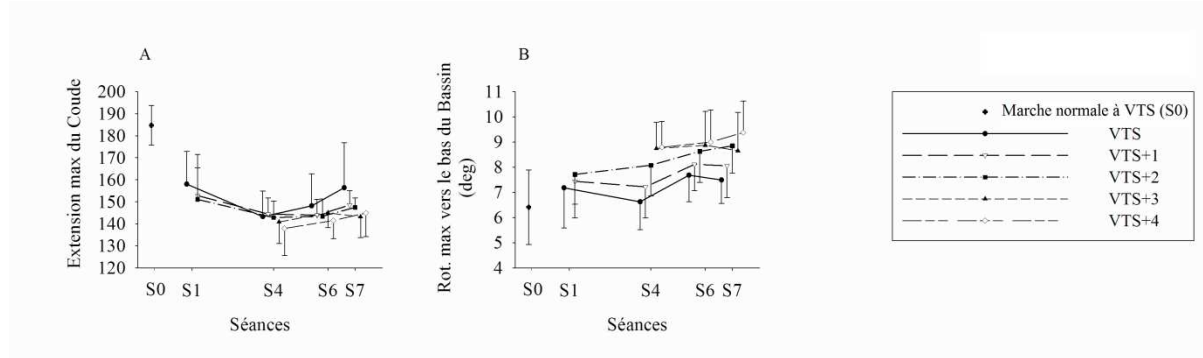 A
Extension max du Coude
200
190
180
170
160
150
140
130
120
S0 S1 S4 S6 S7
Séances
B
Rot. max vers le bas du Bassin
(deg)
11
10
9
8
7
6
5
4
S0 S1 S4 S6 S7
Séances
Marche normale à VTS (S0)
VTS
VTS+1
VTS+2
VTS+3
VTS+4